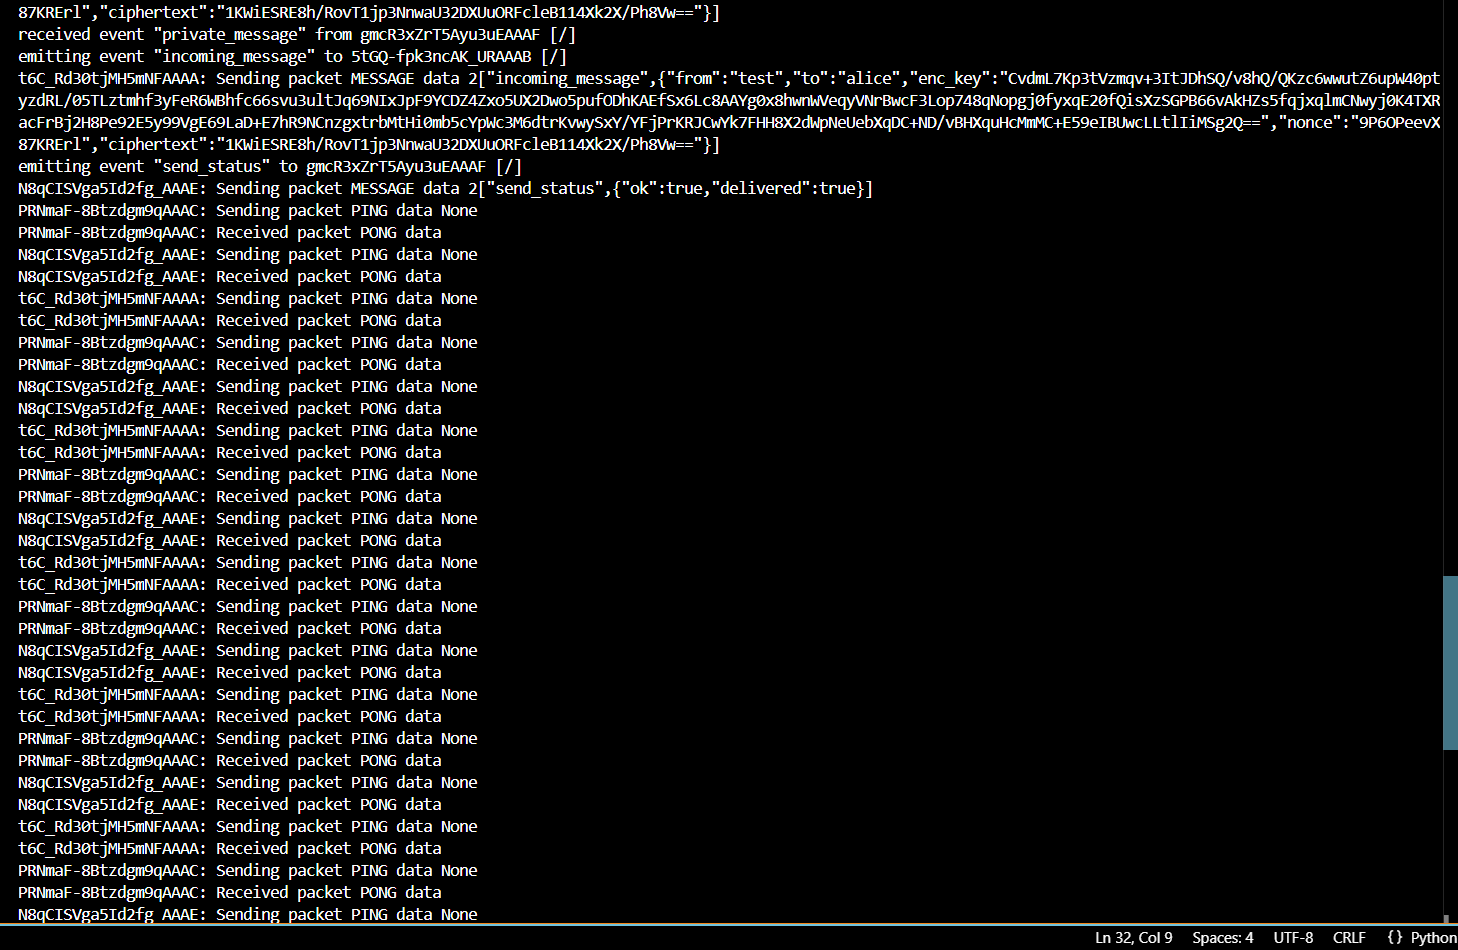 87KRErl","ciphertext":"1KWiESRE8h/RovT1jp3NnwaU32DXUuORFcleB114Xk2X/Ph8Vw=="}]
received event "private_message" from gmcR3xZrT5Ayu3uEAAAF [/]
emitting event "incoming_message" to 5tGQ-fpk3ncAK_URAAAB [/]
t6C_Rd30tjMH5mNFAAAA: Sending packet MESSAGE data 2["incoming_message",{"from":"test","to":"alice","enc_key":"CvdmL7Kp3tVzmqv+3ItJDhSQ/v8hQ/QKzc6wwutZ6upW40pt
yzdRL/05TLztmhf3yFeR6WBhfc66svu3ultJq69NIxJpF9YCDZ4Zxo5UX2Dwo5pufODhKAEfSx6Lc8AAYg0x8hwnWVeqyVNrBwcF3Lop748qNopgj0fyxqE20fQisXzSGPB66vAkHZs5fqjxqlmCNwyj0K4TXR
acFrBj2H8Pe92E5y99VgE69LaD+E7hR9NCnzgxtrbMtHi0mb5cYpWc3M6dtrKvwySxY/YFjPrKRJCwYk7FHH8X2dWpNeUebXqDC+ND/vBHXquHcMmMC+E59eIBUwcLLtlIiMSg2Q==","nonce":"9P6OPeevX
87KRErl","ciphertext":"1KWiESRE8h/RovT1jp3NnwaU32DXUuORFcleB114Xk2X/Ph8Vw=="}]
emitting event "send_status" to gmcR3xZrT5Ayu3uEAAAF [/]
N8qCISVga5Id2fg_AAAE: Sending packet MESSAGE data 2["send_status",{"ok":true,"delivered":true}]
PRNmaF-8Btzdgm9qAAAC: Sending packet PING data None
PRNmaF-8Btzdgm9qAAAC: Received packet PONG data
N8qCISVga5Id2fg_AAAE: Sending packet PING data None
N8qCISVga5Id2fg_AAAE: Received packet PONG data
t6C_Rd30tjMH5mNFAAAA: Sending packet PING data None
t6C_Rd30tjMH5mNFAAAA: Received packet PONG data
PRNmaF-8Btzdgm9qAAAC: Sending packet PING data None
PRNmaF-8Btzdgm9qAAAC: Received packet PONG data
N8qCISVga5Id2fg_AAAE: Sending packet PING data None
N8qCISVga5Id2fg_AAAE: Received packet PONG data
t6C_Rd30tjMH5mNFAAAA: Sending packet PING data None
t6C_Rd30tjMH5mNFAAAA: Received packet PONG data
PRNmaF-8Btzdgm9qAAAC: Sending packet PING data None
PRNmaF-8Btzdgm9qAAAC: Received packet PONG data
N8qCISVga5Id2fg_AAAE: Sending packet PING data None
N8qCISVga5Id2fg_AAAE: Received packet PONG data
t6C_Rd30tjMH5mNFAAAA: Sending packet PING data None
t6C_Rd30tjMH5mNFAAAA: Received packet PONG data
PRNmaF-8Btzdgm9qAAAC: Sending packet PING data None
PRNmaF-8Btzdgm9qAAAC: Received packet PONG data
N8qCISVga5Id2fg_AAAE: Sending packet PING data None
N8qCISVga5Id2fg_AAAE: Received packet PONG data
t6C_Rd30tjMH5mNFAAAA: Sending packet PING data None
t6C_Rd30tjMH5mNFAAAA: Received packet PONG data
PRNmaF-8Btzdgm9qAAAC: Sending packet PING data None
PRNmaF-8Btzdgm9qAAAC: Received packet PONG data
N8qCISVga5Id2fg_AAAE: Sending packet PING data None
N8qCISVga5Id2fg_AAAE: Received packet PONG data
t6C_Rd30tjMH5mNFAAAA: Sending packet PING data None
t6C_Rd30tjMH5mNFAAAA: Received packet PONG data
PRNmaF-8Btzdgm9qAAAC: Sending packet PING data None
PRNmaF-8Btzdgm9qAAAC: Received packet PONG data
N8qCISVga5Id2fg_AAAE: Sending packet PING data None
Ln 32, Col 9 Spaces: 4 UTF-8 CRLF {} Python